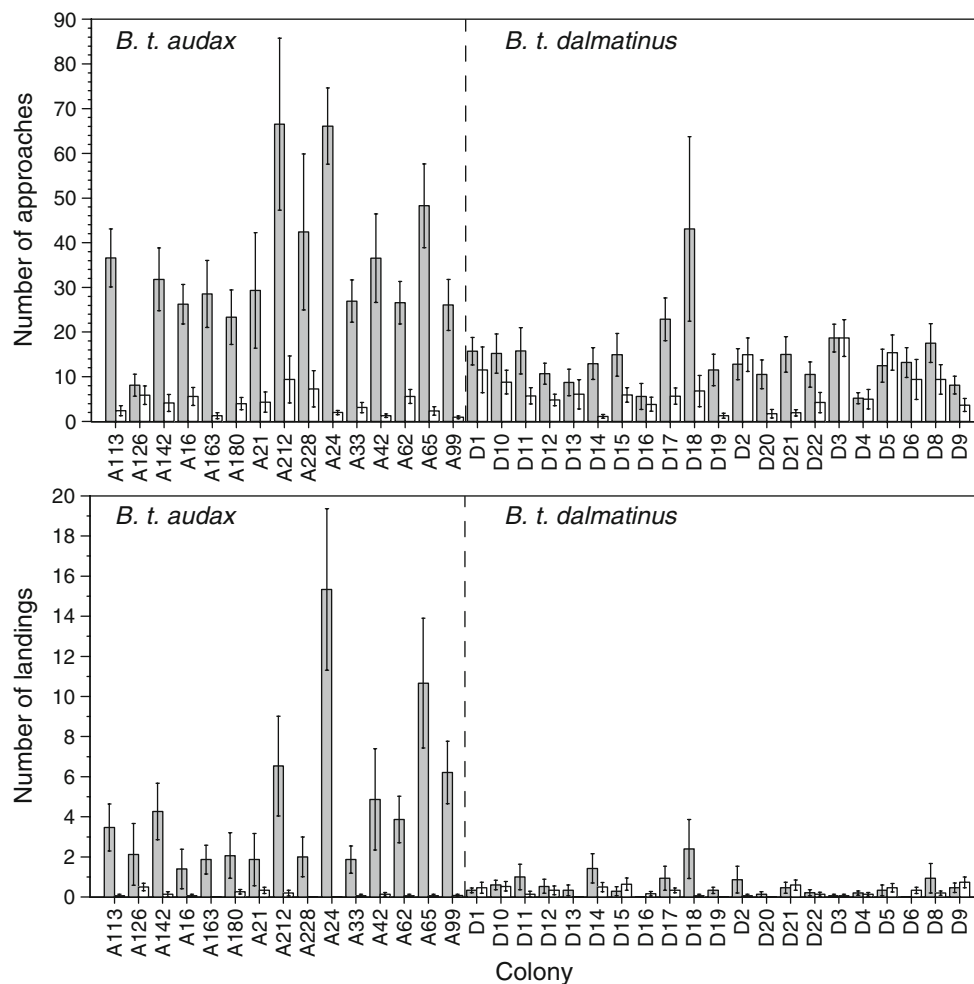 B. t. audax
B. t. dalmatinus
Number of approaches
90
80
70
60
50
40
30
20
10
0
A113
A126
A142
A16
A163
A180
A21
A212
A228
A24
A33
A42
A62
A65
A99
D1
D10
D11
D12
D13
D14
D15
D16
D17
D18
D19
D2
D20
D21
D22
D3
D4
D5
D6
D8
D9
B. t. audax
B. t. dalmatinus
Number of landings
20
18
16
14
12
10
8
6
4
2
0
A113
A126
A142
A16
A163
A180
A21
A212
A228
A24
A33
A42
A62
A65
A99
D1
D10
D11
D12
D13
D14
D15
D16
D17
D18
D19
D2
D20
D21
D22
D3
D4
D5
D6
D8
D9
Colony